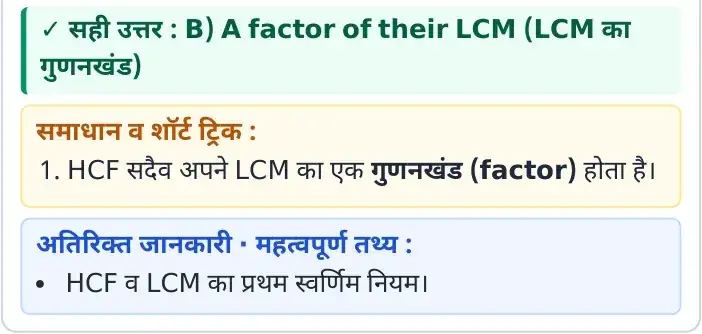 ✓ सही उत्तर : B) A factor of their LCM (LCM का
गुणनखंड)
समाधान व शॉर्ट ट्रिक :
1. HCF सदैव अपने LCM का एक गुणनखंड (factor) होता है।
अतिरिक्त जानकारी · महत्वपूर्ण तथ्य :
• HCF व LCM का प्रथम स्वर्णिम नियम।